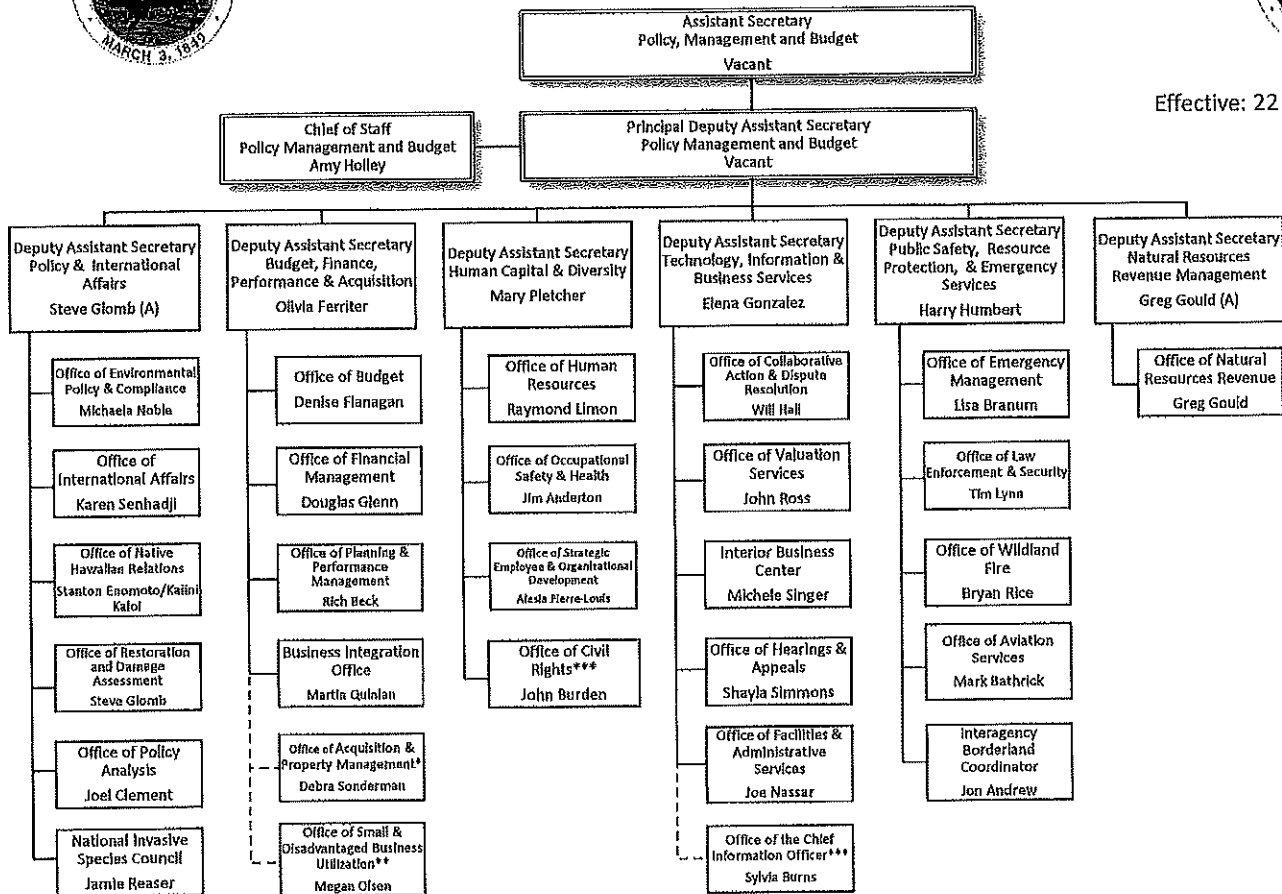 MARCH 3, 1849
Assistant Secretary
Policy, Management and Budget
Vacant
Effective: 22
Chief of Staff
Policy Management and Budget
Amy Holley
Principal Deputy Assistant Secretary
Policy Management and Budget
Vacant
Deputy Assistant Secretary
Policy & International
Affairs
Steve Glomb (A)
Office of Environmental
Policy & Compliance
Michaela Noble
Office of
International Affairs
Karen Senhadji
Office of Native
Hawaiian Relations
Stanton Enomoto/Kaiini
Kaloi
Office of Restoration
and Damage
Assessment
Steve Glomb
Office of Policy
Analysis
Joel Clement
National Invasive
Species Council
Jamie Reaser
Deputy Assistant Secretary
Budget, Finance,
Performance & Acquisition
Olivia Ferriter
Office of Budget
Denise Flanagan
Office of Financial
Management
Douglas Glenn
Office of Planning &
Performance
Management
Rich Beck
Business Integration
Office
Martin Quinlan
Office of Acquisition &
Property Management*
Debra Sonderman
Office of Small &
Disadvantaged Business
Utilization**
Megan Olsen
Deputy Assistant Secretary
Human Capital & Diversity
Mary Pletcher
Office of Human
Resources
Raymond Limon
Office of Occupational
Safety & Health
Jim Anderton
Office of Strategic
Employee & Organizational
Development
Alesia Pierre-Louis
Office of Civil
Rights***
John Burden
Deputy Assistant Secretary
Technology, Information &
Business Services
Elena Gonzalez
Office of Collaborative
Action & Dispute
Resolution
Will Hall
Office of Valuation
Services
John Ross
Interior Business
Center
Michele Singer
Office of Hearings &
Appeals
Shayla Simmons
Office of Facilities &
Administrative
Services
Joe Nassar
Office of the Chief
Information Officer***
Sylvia Burns
Deputy Assistant Secretary
Public Safety, Resource
Protection, & Emergency
Services
Harry Humbert
Office of Emergency
Management
Lisa Branum
Office of Law
Enforcement & Security
Tim Lynn
Office of Wildland
Fire
Bryan Rice
Office of Aviation
Services
Mark Bathrick
Interagency
Borderland
Coordinator
Jon Andrew
Deputy Assistant Secretary
Natural Resources
Revenue Management
Greg Gould (A)
Office of Natural
Resources Revenue
Greg Gould